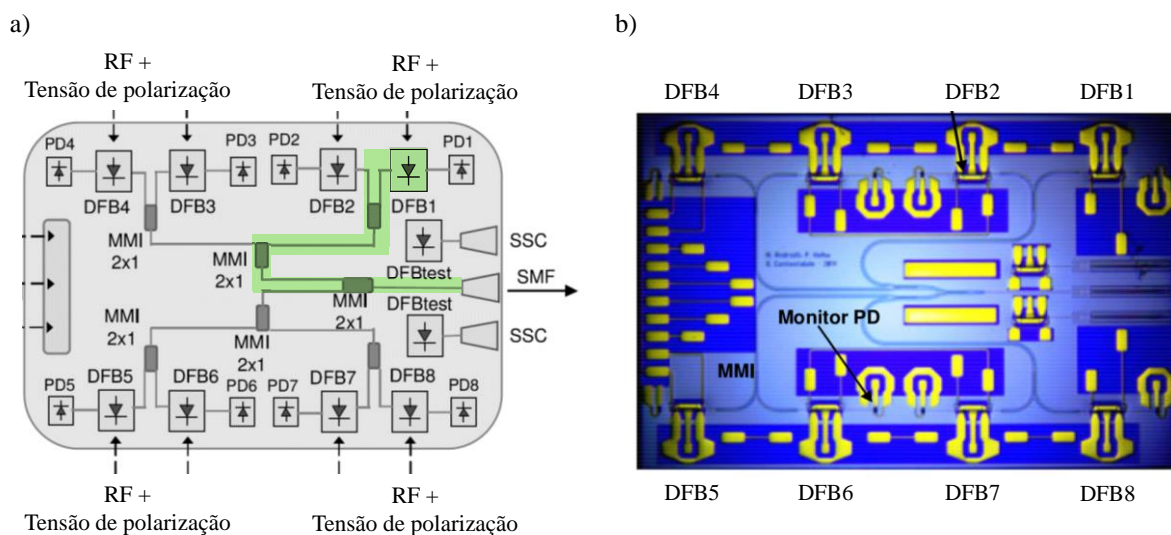 a)
RF +
Tensão de polarização
RF +
Tensão de polarização
PD4
PD3
PD2
PD1
DFB4
DFB3
DFB2
DFB1
MMI
2x1
MMI
2x1
DFBtest
SSC
SMF
MMI
2x1
DFBtest
SSC
MMI
2x1
MMI
2x1
PD5
DFB5
DFB6
PD6
PD7
DFB7
DFB8
PD8
RF +
Tensão de polarização
RF +
Tensão de polarização
b)
DFB4
DFB3
DFB2
DFB1
Monitor PD
MMI
DFB5
DFB6
DFB7
DFB8